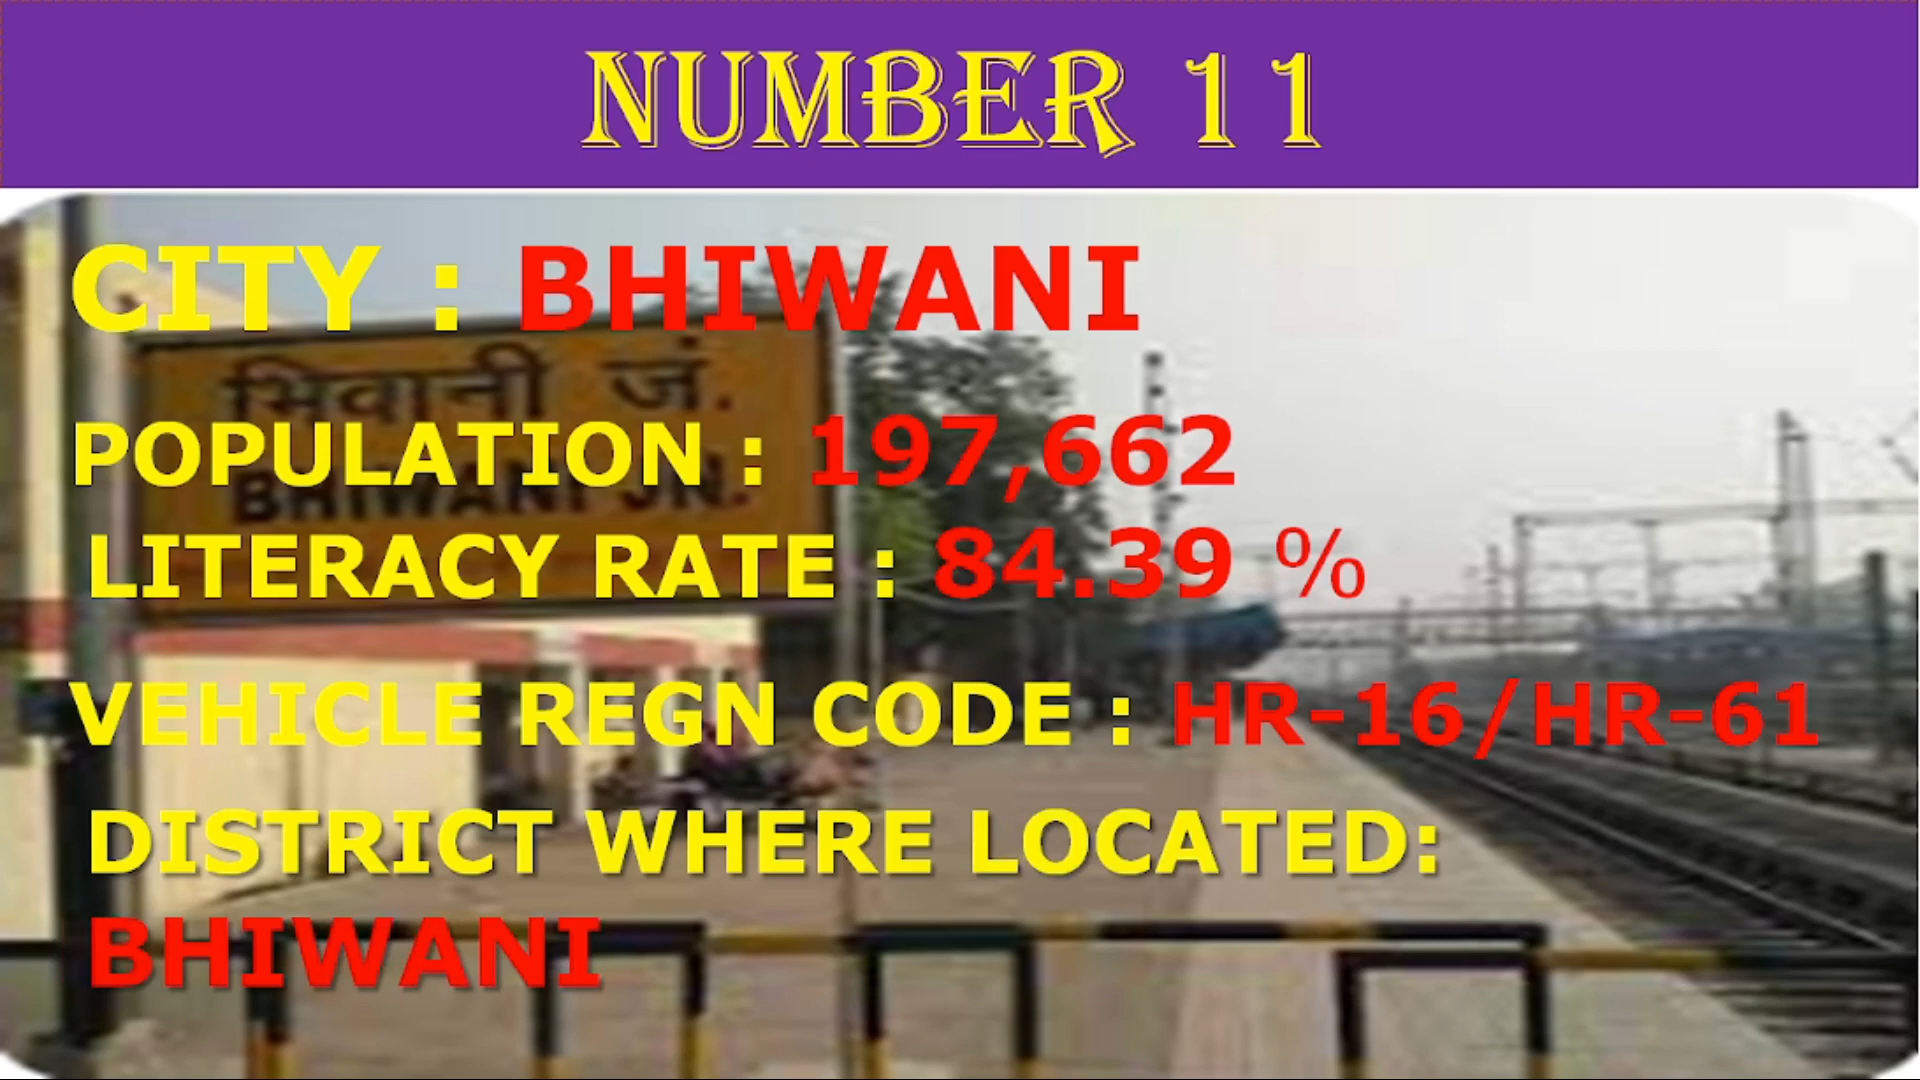 NUMBER 11
CITY : BHIWANI
भिवानी जं.
POPULATION : 197,662
BHIWANI JN.
LITERACY RATE : 84.39 %
VEHICLE REGN CODE : HR-16/HR-61
DISTRICT WHERE LOCATED:
BHIWANI